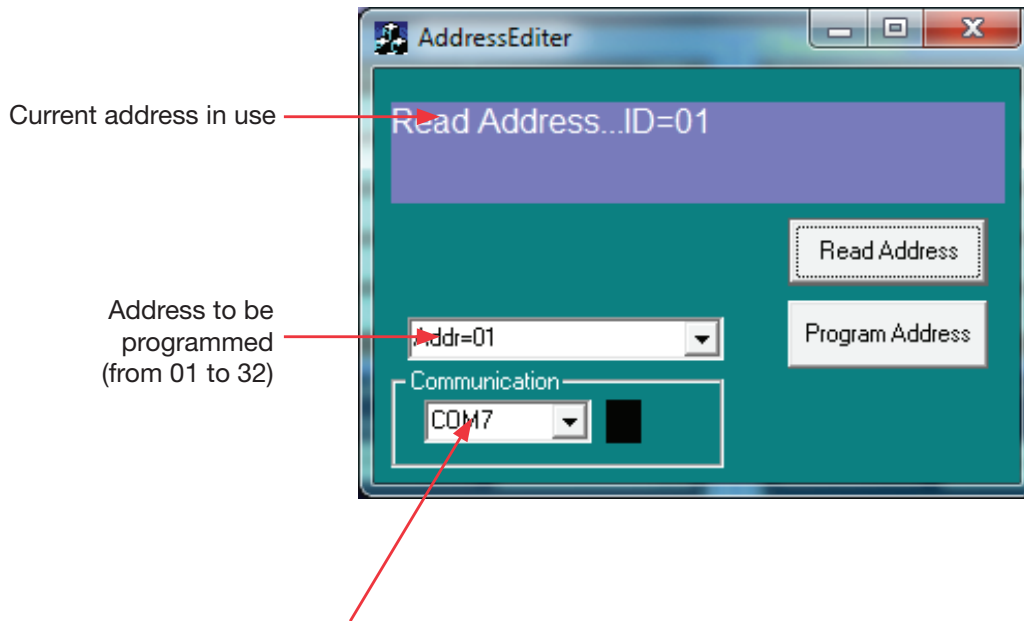 AddressEditer
Current address in use
Read Address...ID=01
Read Address
Address to be
programmed
(from 01 to 32)
Addr=01
Program Address
Communication
COM7